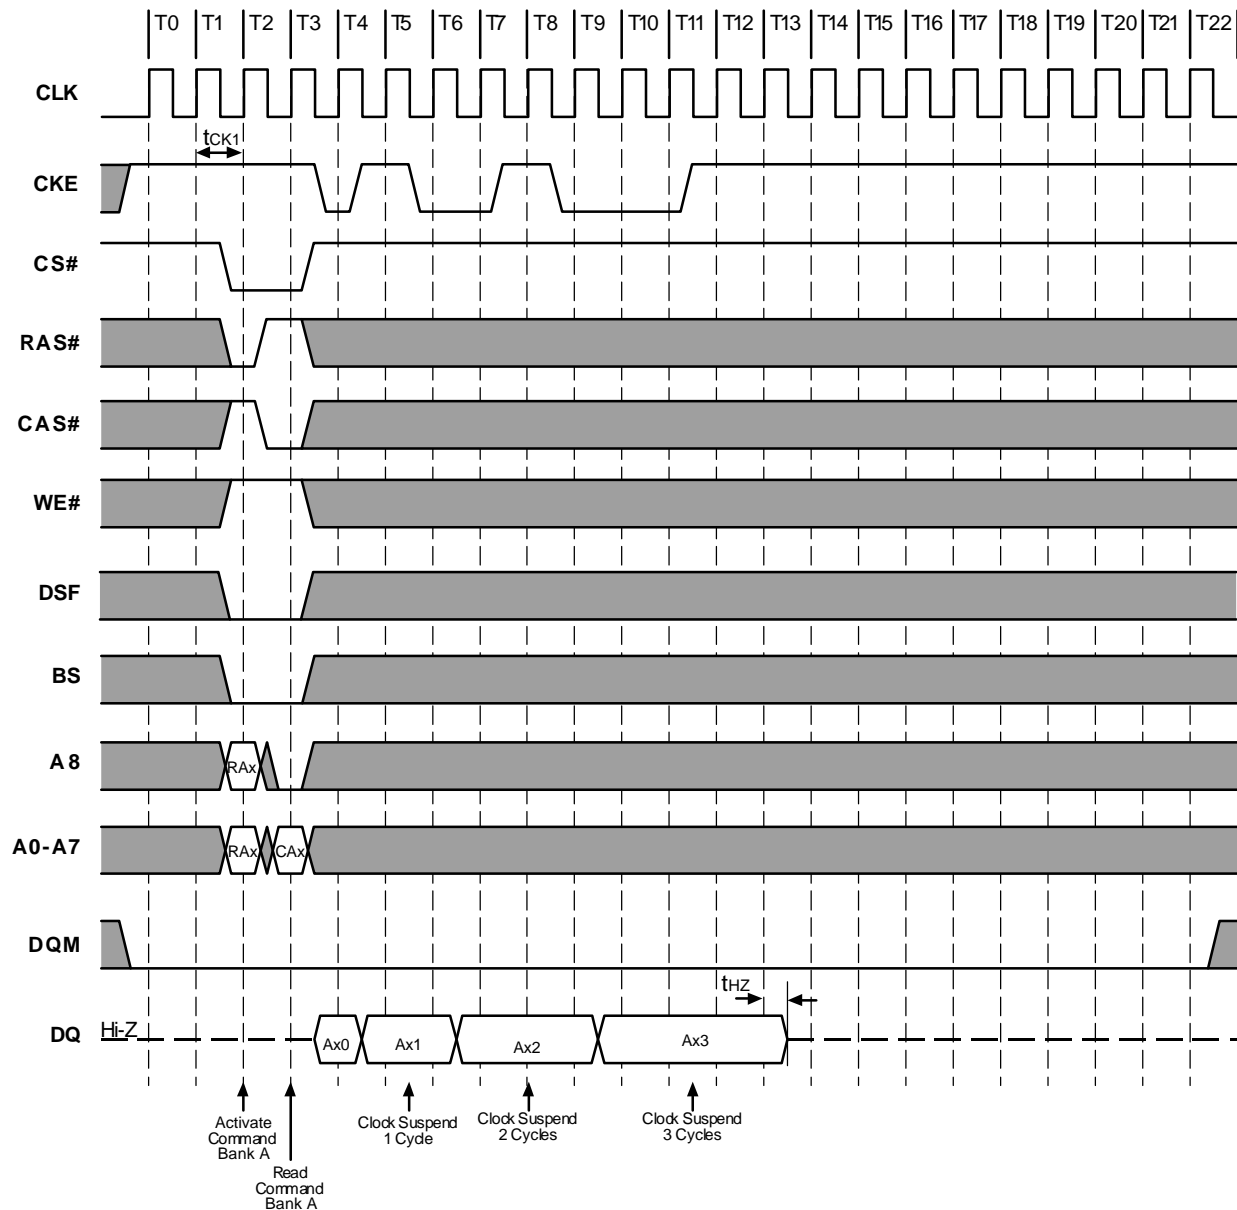 T0 T1 T2 T3 T4 T5 T6 T7 T8 T9 T10 T11 T12 T13 T14 T15 T16 T17 T18 T19 T20 T21 T22
CLK
tCK1
CKE
CS#
RAS#
CAS#
WE#
DSF
BS
A8
RAx
A0-A7
RAx CAx
DQM
tHZ
DQ
Hi-Z
Ax0 Ax1 Ax2 Ax3
Activate
Command
Bank A
Read
Command
Bank A
Clock Suspend
1 Cycle
Clock Suspend
2 Cycles
Clock Suspend
3 Cycles